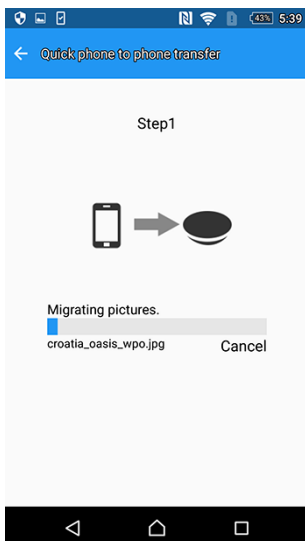 43% 5:39
Quick phone to phone transfer
Step1
Migrating pictures.
croatia_oasis_wpo.jpg
Cancel